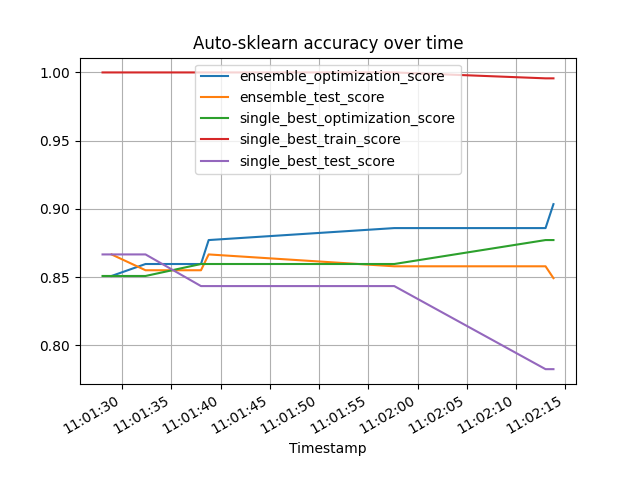 Auto-sklearn accuracy over time
1.00
0.95
0.90
0.85
0.80
ensemble_optimization_score
ensemble_test_score
single_best_optimization_score
single_best_train_score
single_best_test_score
11:01:30
11:01:35
11:01:40
11:01:45
11:01:50
11:01:55
11:02:00
11:02:05
11:02:10
11:02:15
Timestamp